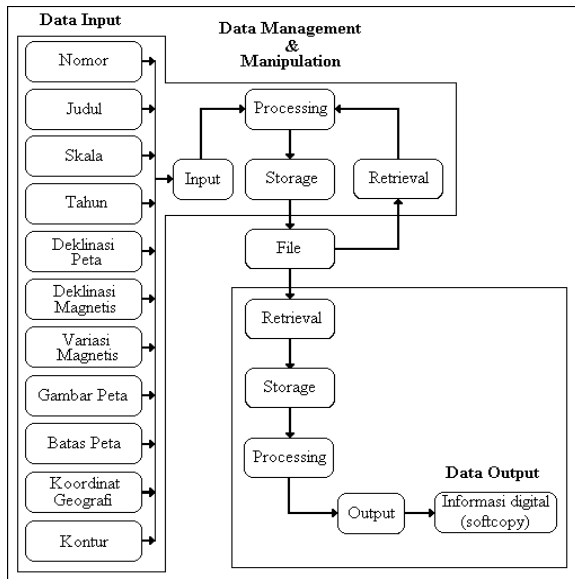 Data Input
Nomor
Judul
Skala
Tahun
Deklinasi
Peta
Deklinasi
Magnetis
Variasi
Magnetis
Gambar Peta
Batas Peta
Koordinat
Geografi
Kontur
Data Management
&
Manipulation
Processing
Input
Storage
Retrieval
File
Retrieval
Storage
Processing
Output
Data Output
Informasi digital
(softcopy)